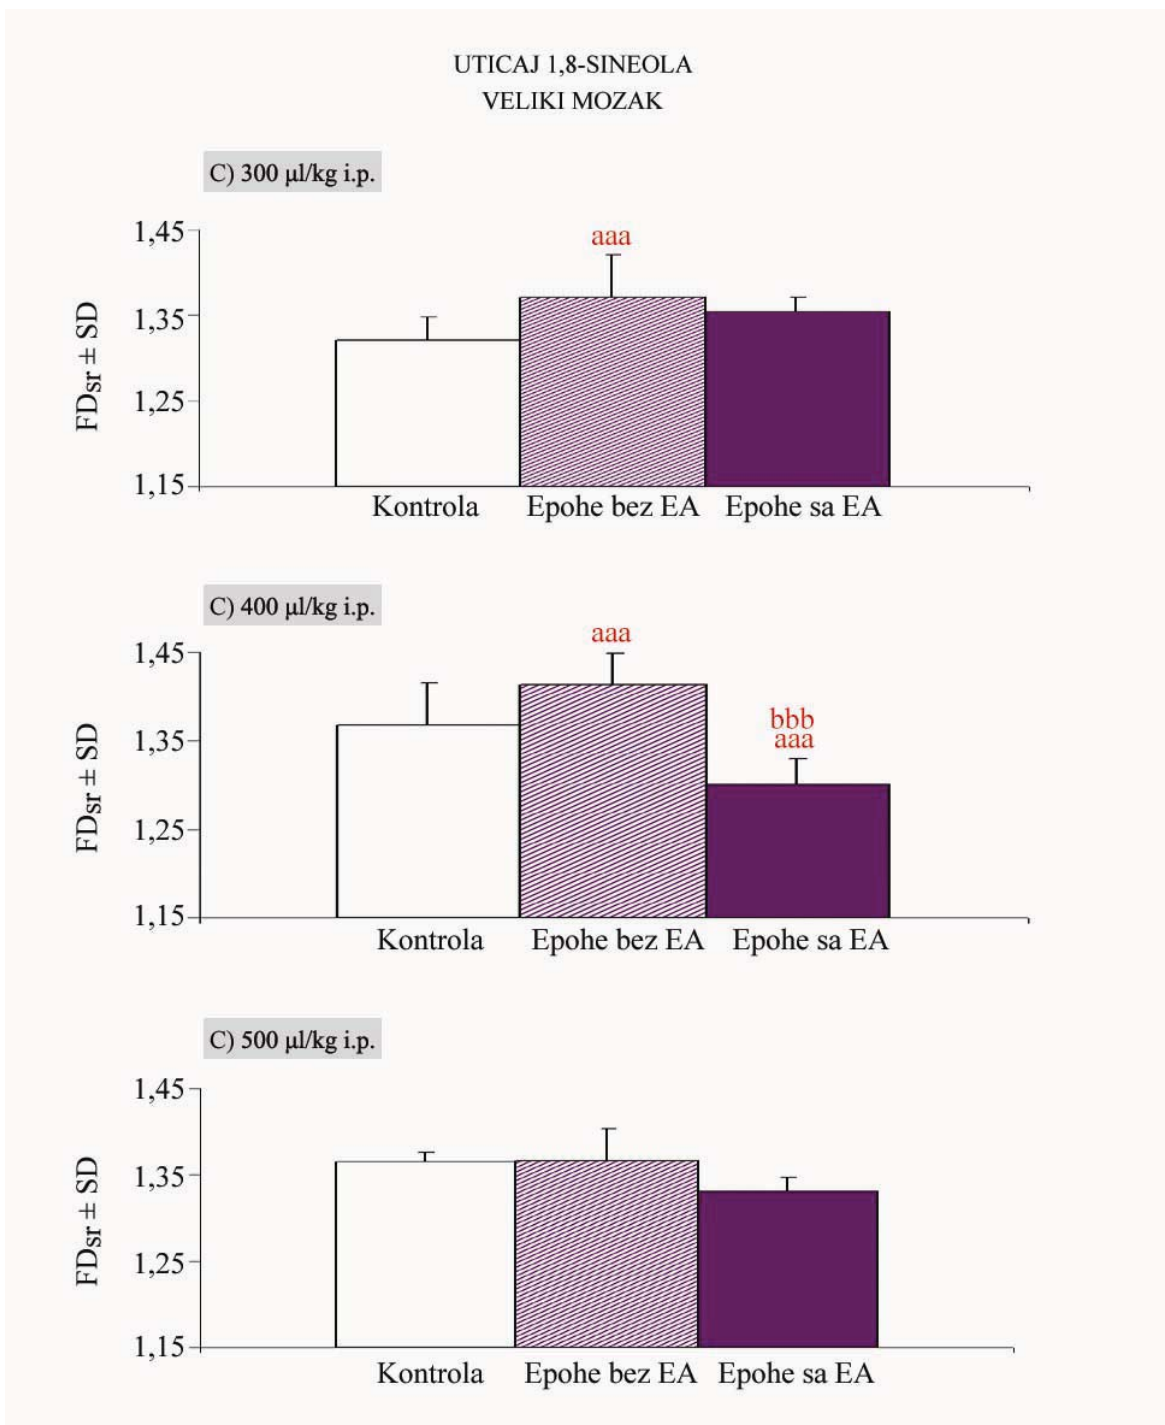 UTICAJ 1,8-SINEOLA
VELIKI MOZAK
C) 300 µl/kg i.p.
FDsr ± SD
1,45
1,35
1,25
1,15
aaa
Kontrola Epohe bez EA Epohe sa EA
C) 400 µl/kg i.p.
FDsr ± SD
1,45
1,35
1,25
1,15
aaa
bbb
aaa
Kontrola Epohe bez EA Epohe sa EA
C) 500 µl/kg i.p.
FDsr ± SD
1,45
1,35
1,25
1,15
Kontrola Epohe bez EA Epohe sa EA